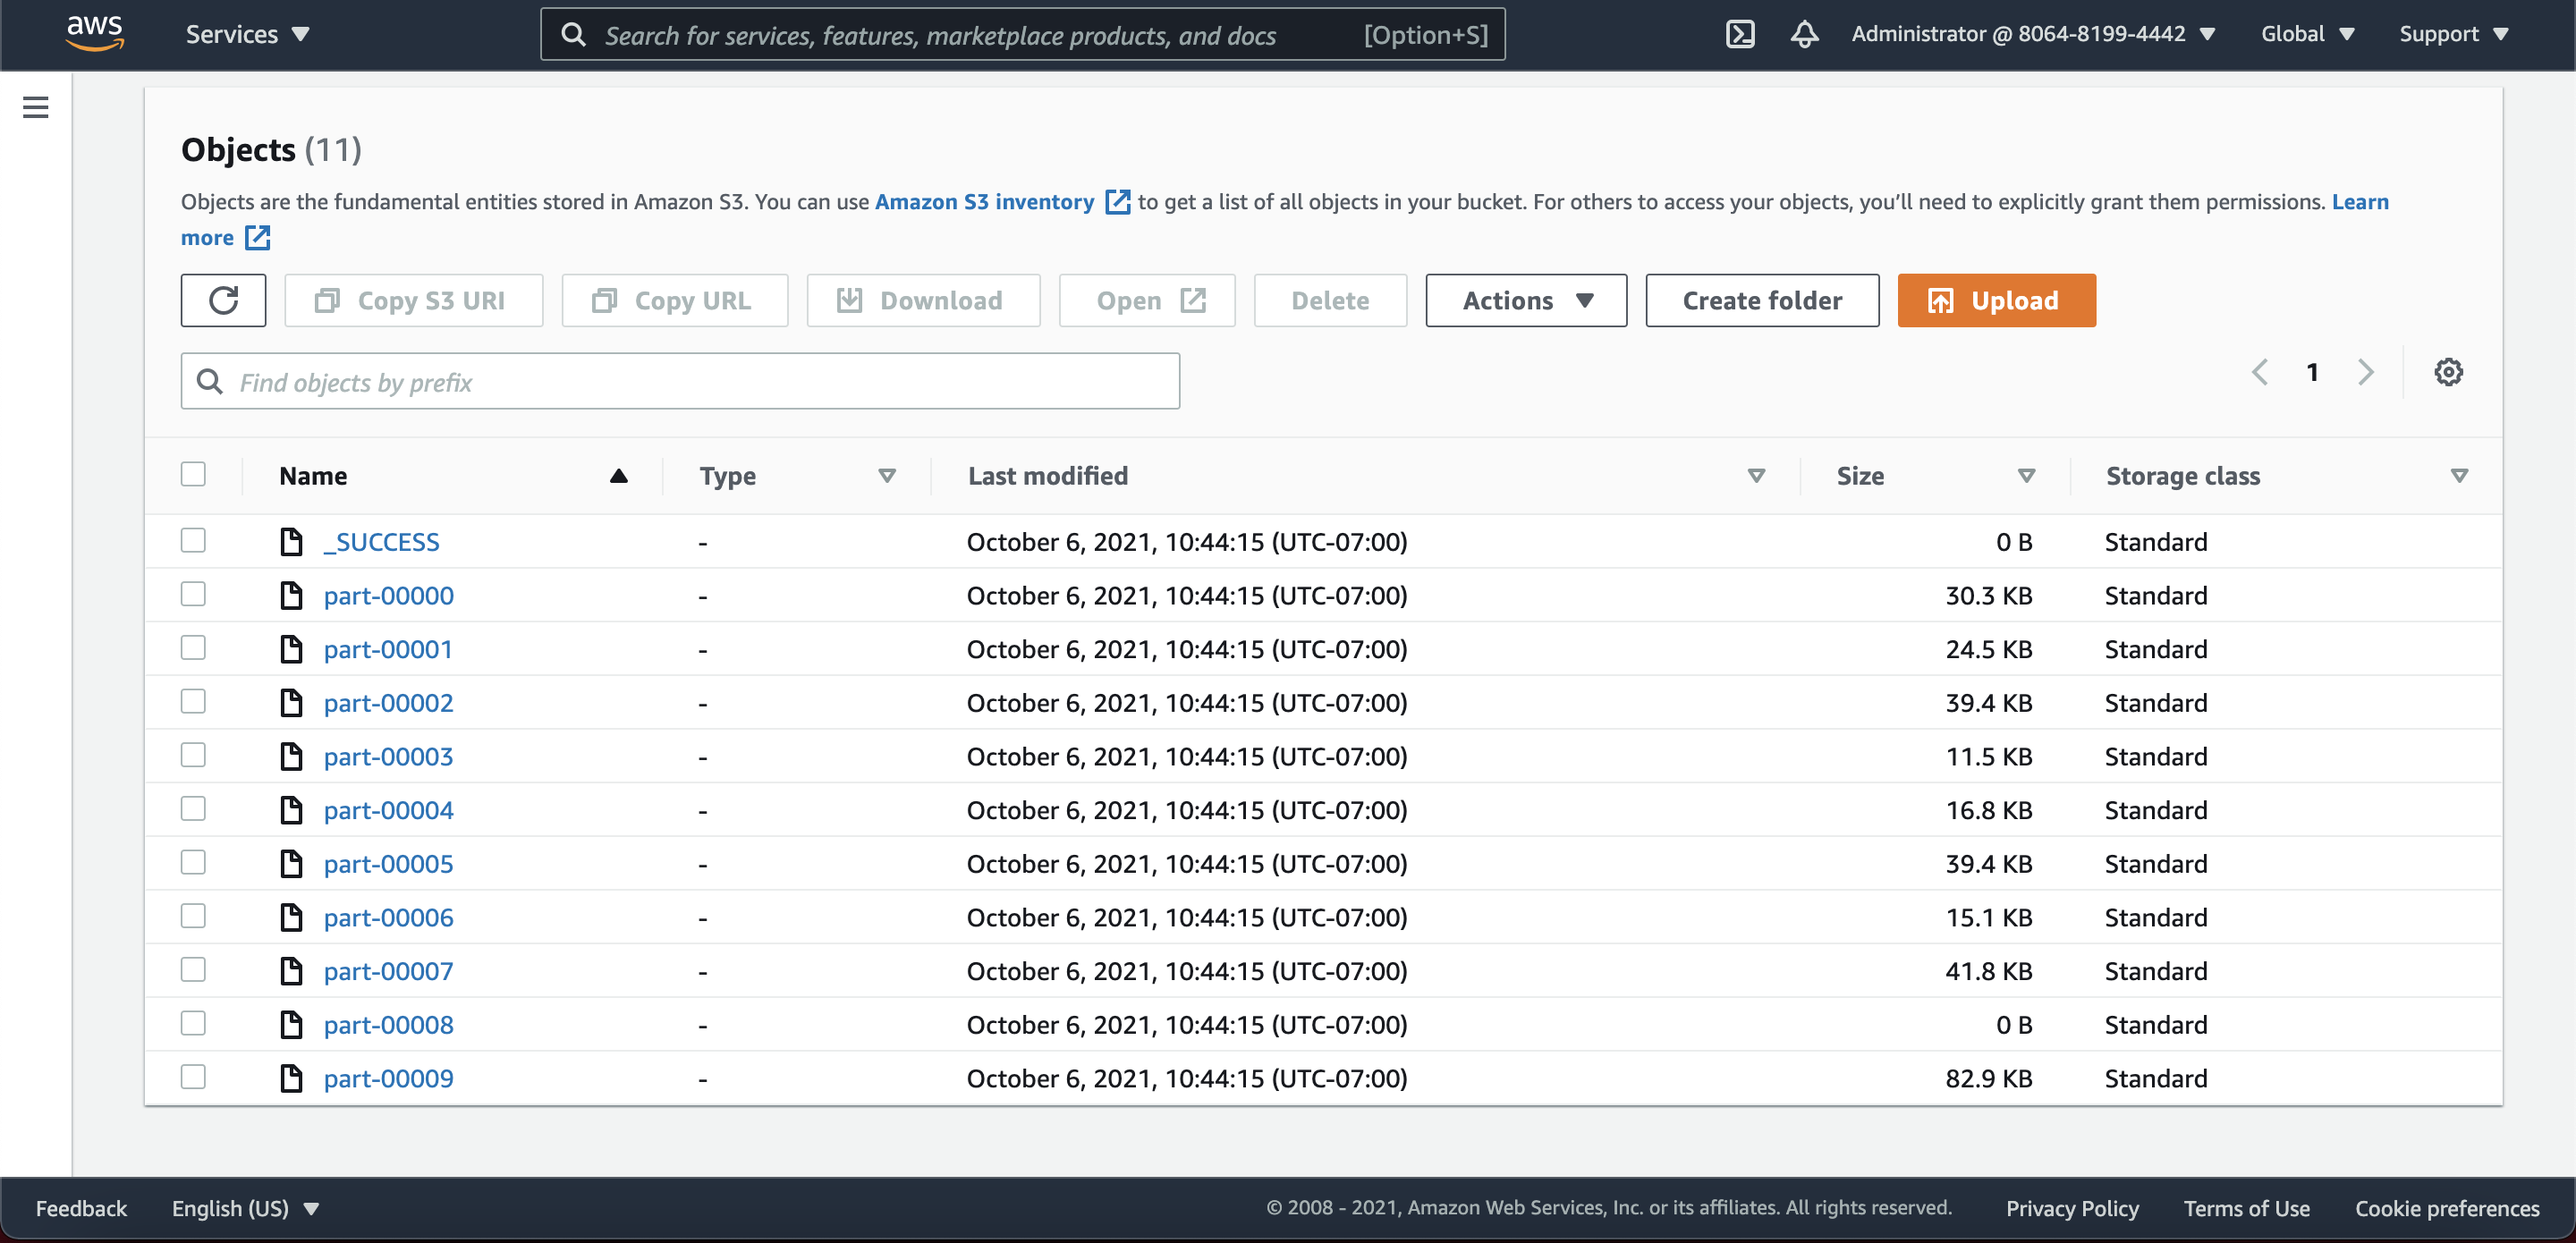 aws Services Search for services, features, marketplace products, and docs [Option+S] Administrator @ 8064-8199-4442 Global Support
Objects (11)
Objects are the fundamental entities stored in Amazon S3. You can use Amazon S3 inventory to get a list of all objects in your bucket. For others to access your objects, you’ll need to explicitly grant them permissions. Learn
more
Copy S3 URI Copy URL Download Open Delete Actions Create folder Upload
Find objects by prefix 1
Name Type Last modified Size Storage class
_SUCCESS - October 6, 2021, 10:44:15 (UTC-07:00) 0 B Standard
part-00000 - October 6, 2021, 10:44:15 (UTC-07:00) 30.3 KB Standard
part-00001 - October 6, 2021, 10:44:15 (UTC-07:00) 24.5 KB Standard
part-00002 - October 6, 2021, 10:44:15 (UTC-07:00) 39.4 KB Standard
part-00003 - October 6, 2021, 10:44:15 (UTC-07:00) 11.5 KB Standard
part-00004 - October 6, 2021, 10:44:15 (UTC-07:00) 16.8 KB Standard
part-00005 - October 6, 2021, 10:44:15 (UTC-07:00) 39.4 KB Standard
part-00006 - October 6, 2021, 10:44:15 (UTC-07:00) 15.1 KB Standard
part-00007 - October 6, 2021, 10:44:15 (UTC-07:00) 41.8 KB Standard
part-00008 - October 6, 2021, 10:44:15 (UTC-07:00) 0 B Standard
part-00009 - October 6, 2021, 10:44:15 (UTC-07:00) 82.9 KB Standard
Feedback English (US) © 2008 - 2021, Amazon Web Services, Inc. or its affiliates. All rights reserved. Privacy Policy Terms of Use Cookie preferences